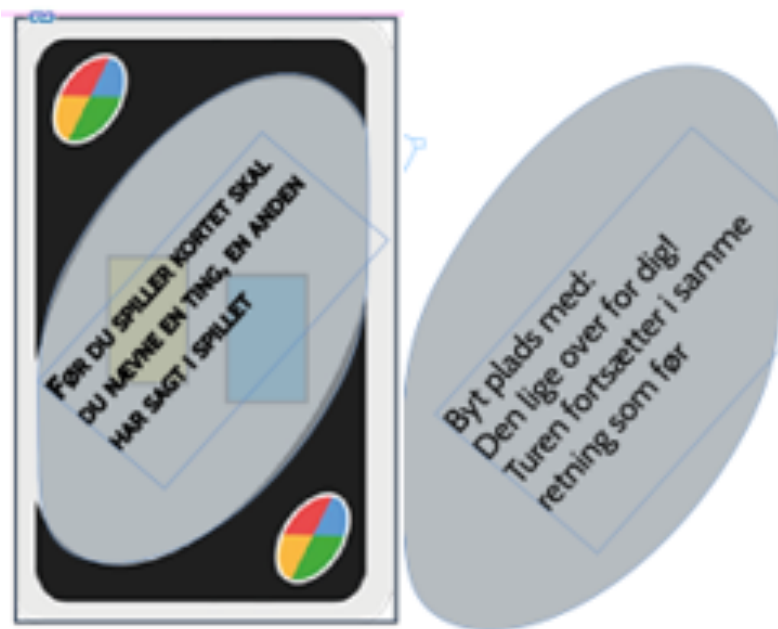 Før du spiller kortet skal
du nævne en ting, en anden
har sagt i spillet
Byt plads med:
Den lige over for dig!
Turen fortsætter i samme
retning som før